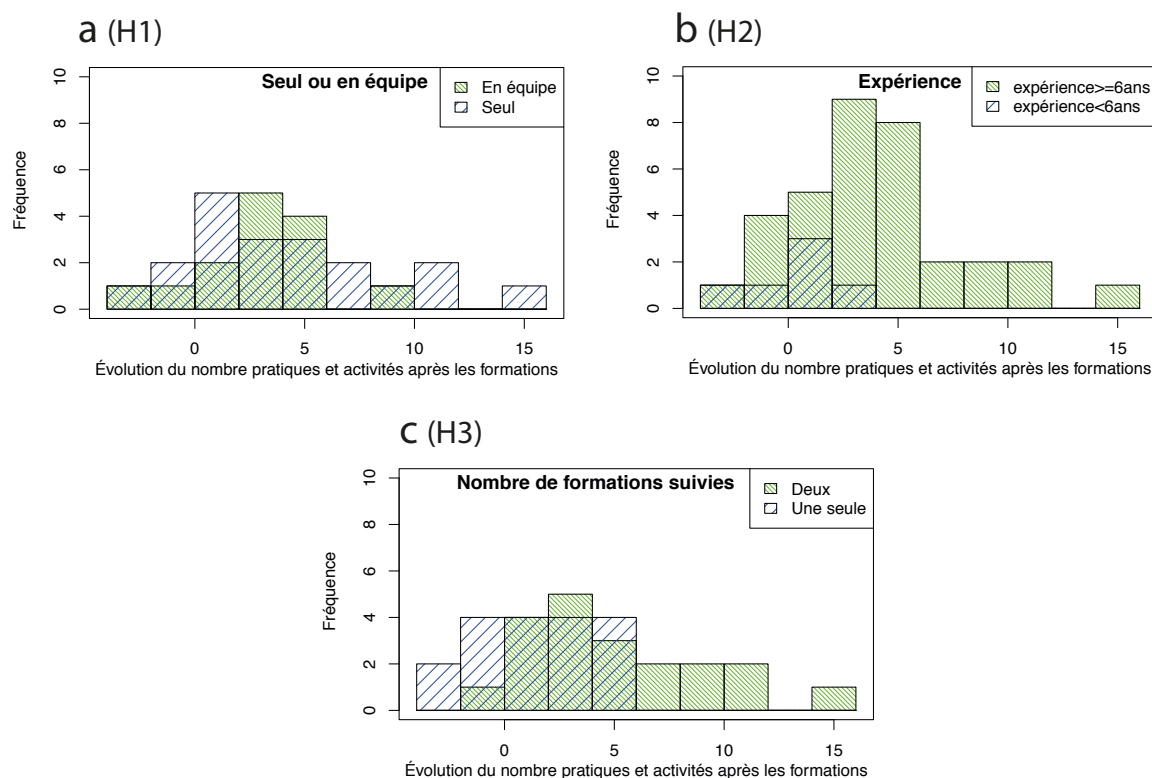 a (H1)
Seul ou en équipe
En équipe
Seul
Fréquence
10
8
6
4
2
0
0 5 10 15
Évolution du nombre pratiques et activités après les formations
b (H2)
Expérience
expérience>=6ans
expérience<6ans
Fréquence
10
8
6
4
2
0
0 5 10 15
Évolution du nombre pratiques et activités après les formations
c (H3)
Nombre de formations suivies
Deux
Une seule
Fréquence
10
8
6
4
2
0
0 5 10 15
Évolution du nombre pratiques et activités après les formations